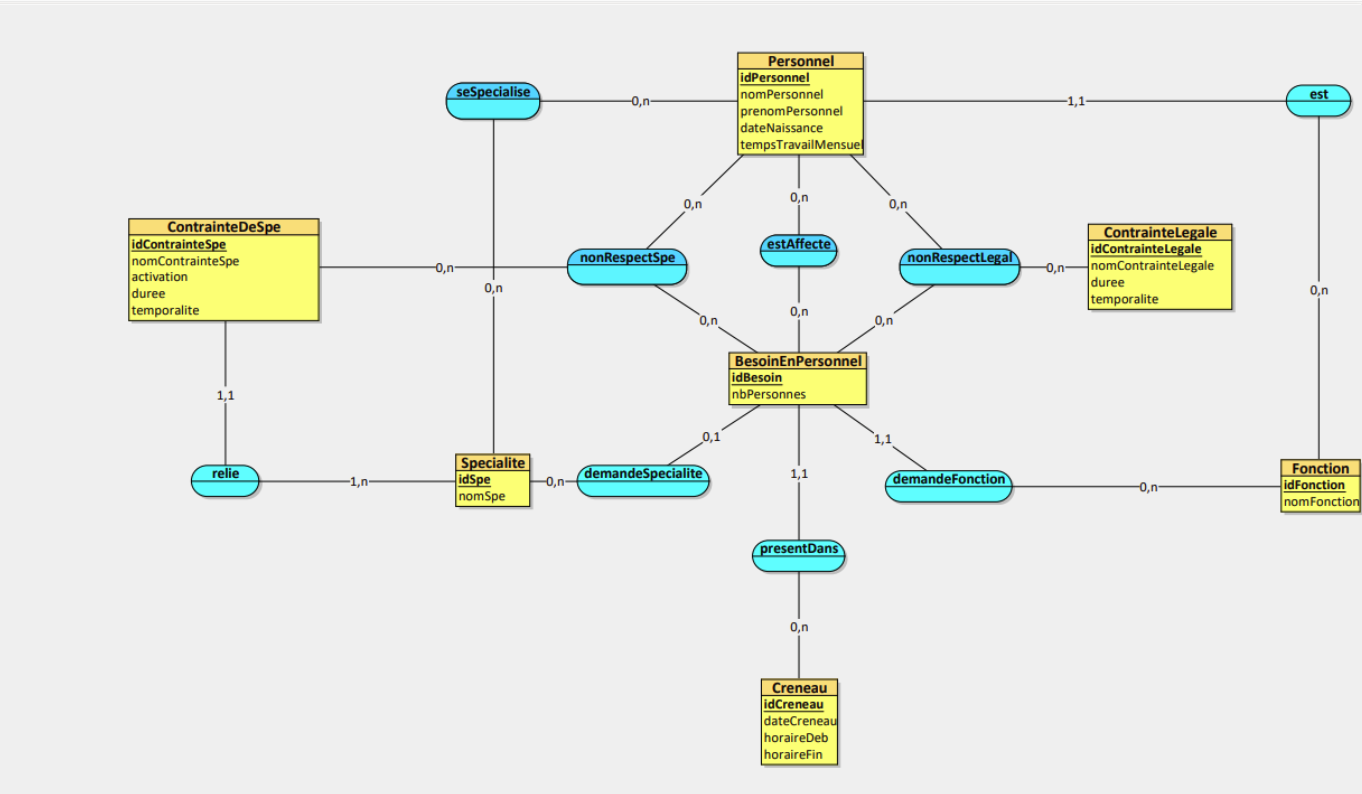 Personnel
idPersonnel
nomPersonnel
prenomPersonnel
dateNaissance
tempsTravailMensuel
seSpecialise
0,n
1,1
est
0,n
0,n
0,n
ContrainteDeSpe
idContrainteSpe
nomContrainteSpe
activation
duree
temporalite
ContrainteLegale
idContrainteLegale
nomContrainteLegale
duree
temporalite
nonRespectSpe
estAffecte
nonRespectLegal
0,n
0,n
0,n
0,n
0,n
0,n
0,n
BesoinEnPersonnel
idBesoin
nbPersonnes
1,1
0,1
1,1
1,1
relie
1,n
Specialite
idSpe
nomSpe
0,n
demandeSpecialite
demandeFonction
0,n
Fonction
idFonction
nomFonction
presentDans
0,n
Creneau
idCreneau
dateCreneau
horaireDeb
horaireFin